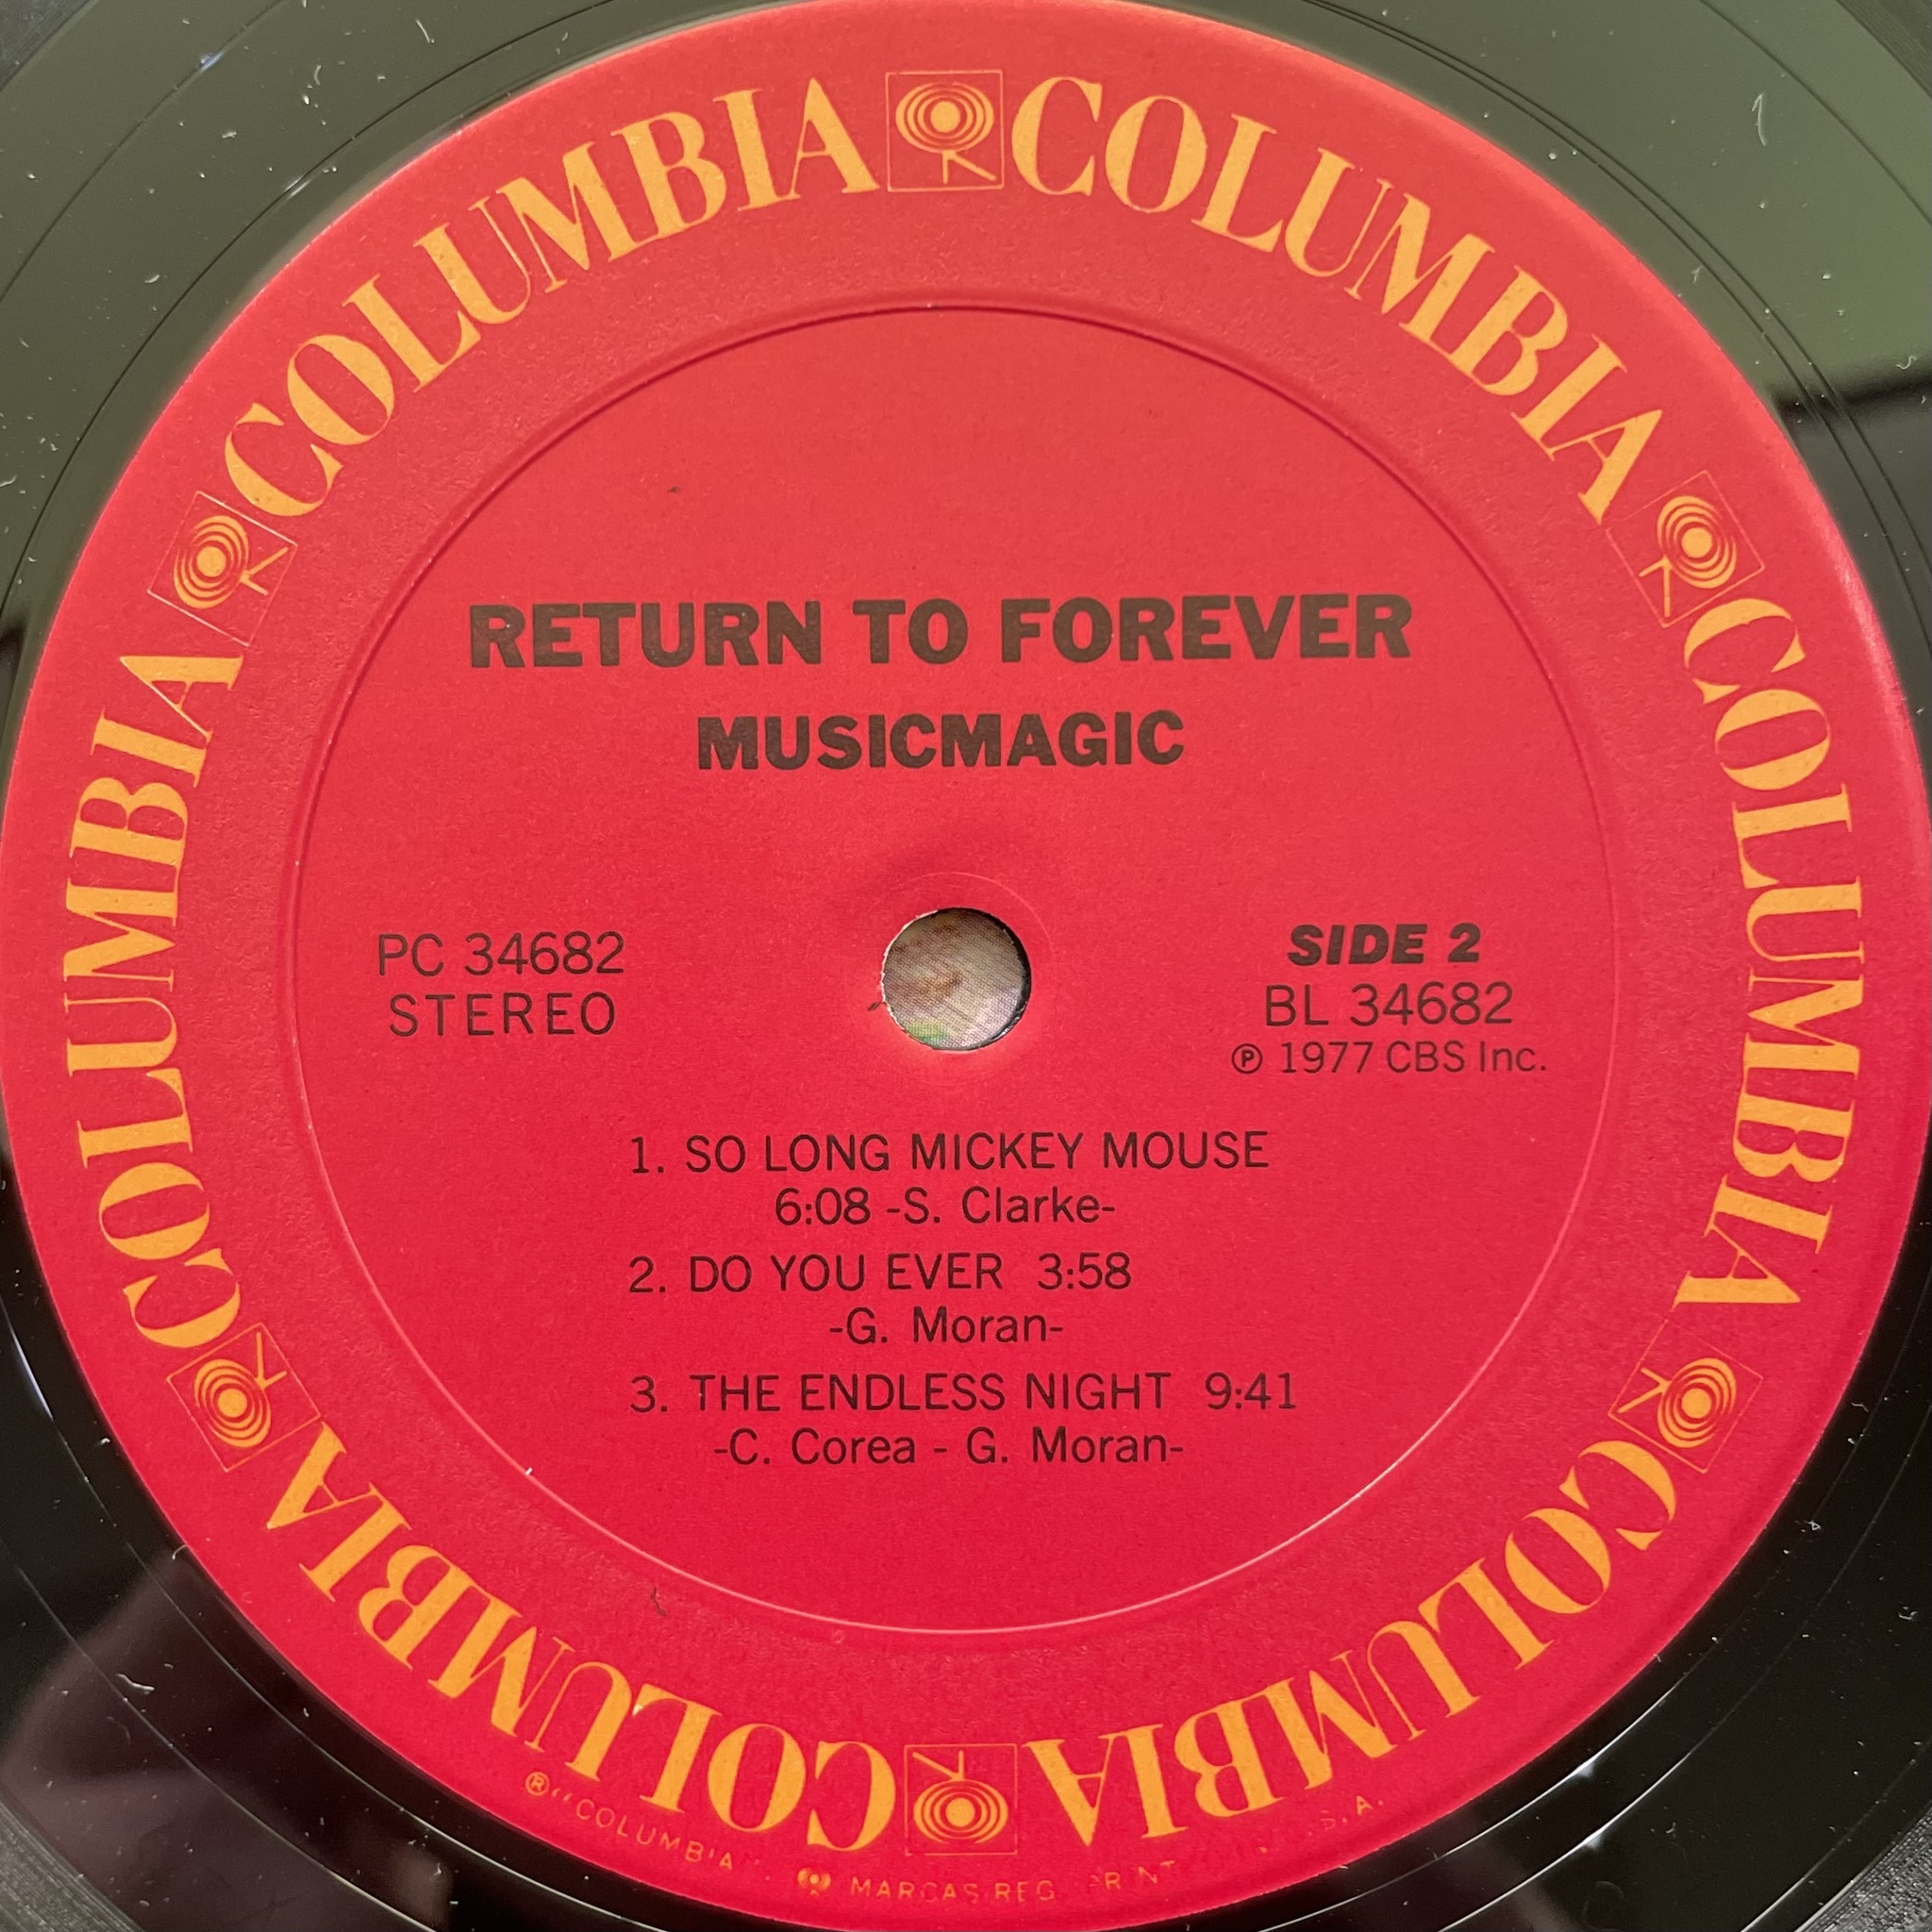 COLUMBIA COLUMBIA COLUMBIA COLUMBIA COLUMBIA COLUMBIA
RETURN TO FOREVER
MUSICMAGIC
PC 34682
STEREO
SIDE 2
BL 34682
℗ 1977 CBS Inc.
1. SO LONG MICKEY MOUSE
6:08 -S. Clarke-
2. DO YOU EVER 3:58
-G. Moran-
3. THE ENDLESS NIGHT 9:41
-C. Corea - G. Moran-
® "COLUMBIA MARCAS REG. S.A.